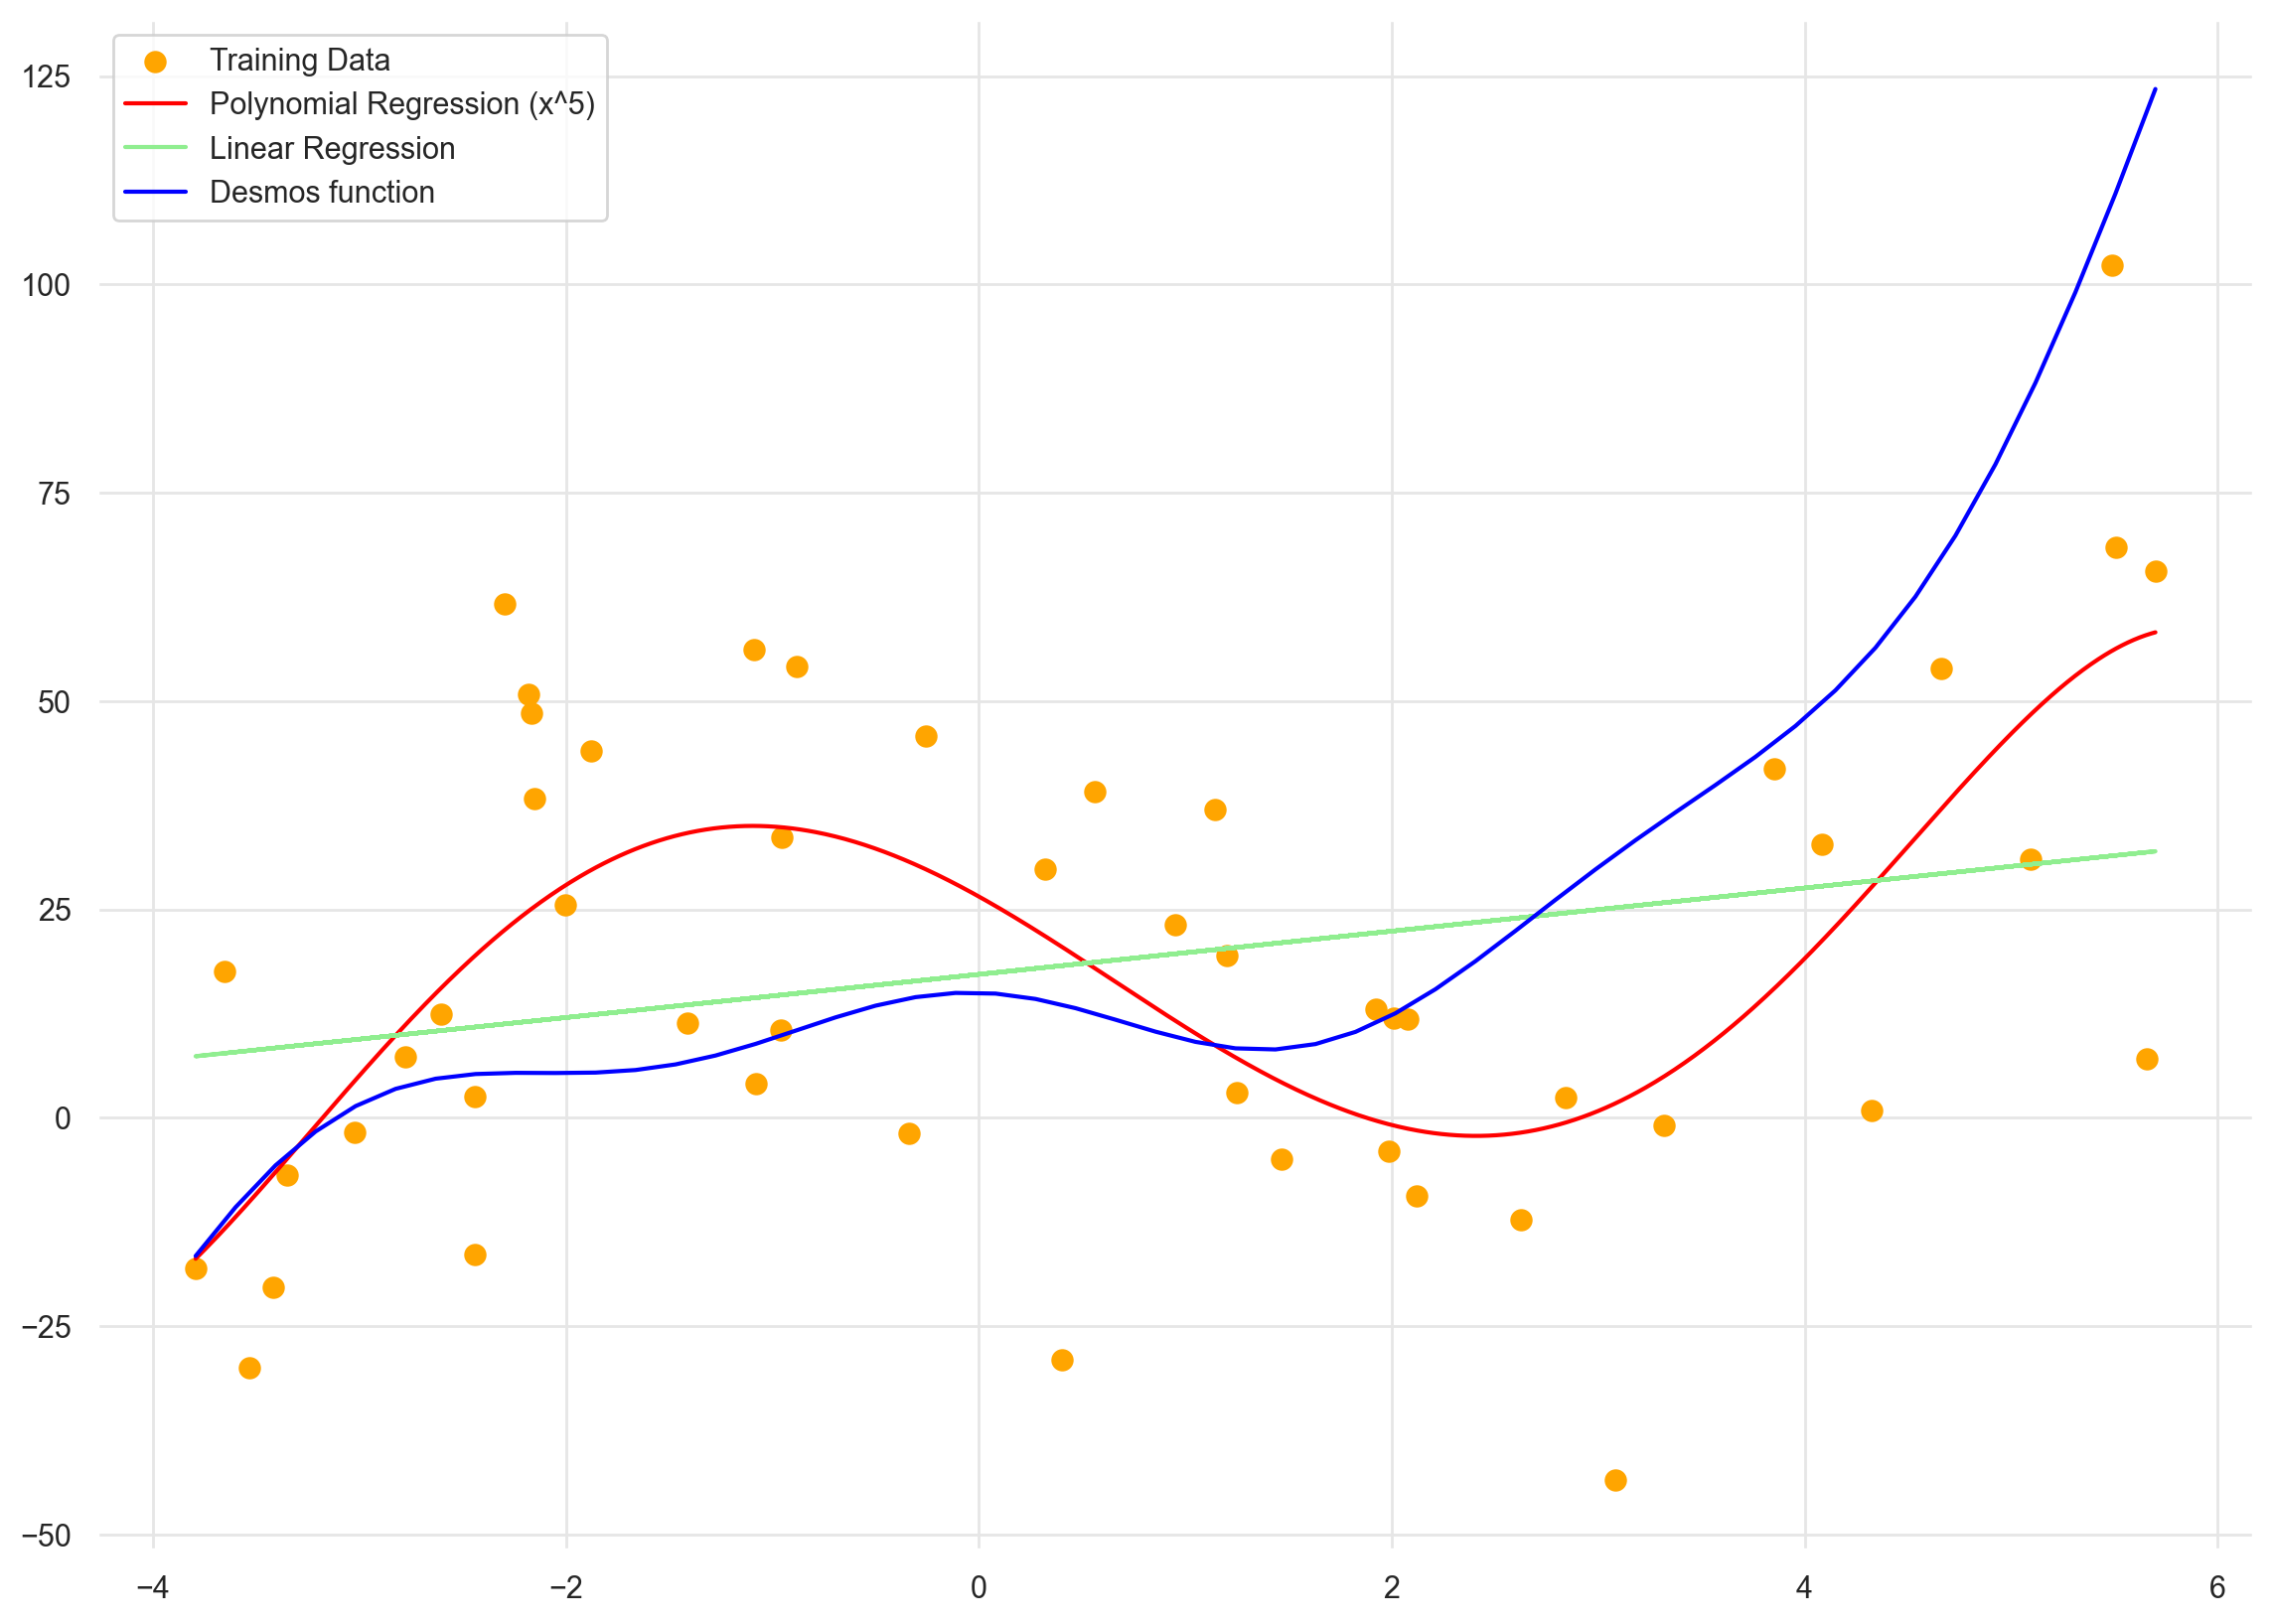 Training Data
Polynomial Regression (x^5)
Linear Regression
Desmos function
125
100
75
50
25
0
−25
−50
−4 −2 0 2 4 6